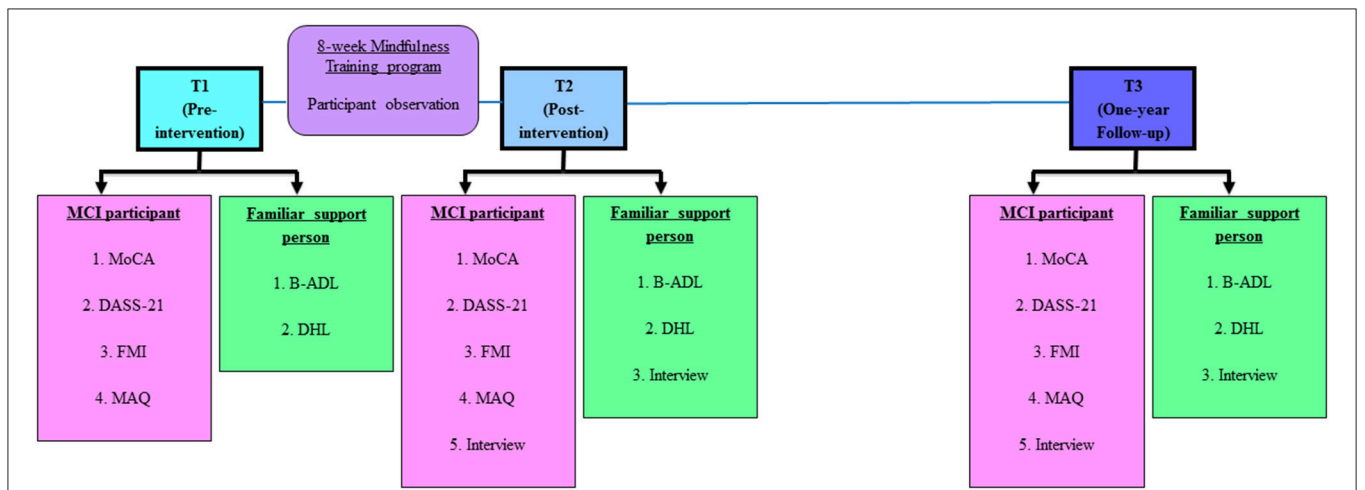 8-week Mindfulness
Training program
Participant observation
T1
(Pre-
intervention)
T2
(Post-
intervention)
T3
(One-year
Follow-up)
MCI participant
1. MoCA
2. DASS-21
3. FMI
4. MAQ
Familiar support
person
1. B-ADL
2. DHL
MCI participant
1. MoCA
2. DASS-21
3. FMI
4. MAQ
5. Interview
Familiar support
person
1. B-ADL
2. DHL
3. Interview
MCI participant
1. MoCA
2. DASS-21
3. FMI
4. MAQ
5. Interview
Familiar support
person
1. B-ADL
2. DHL
3. Interview